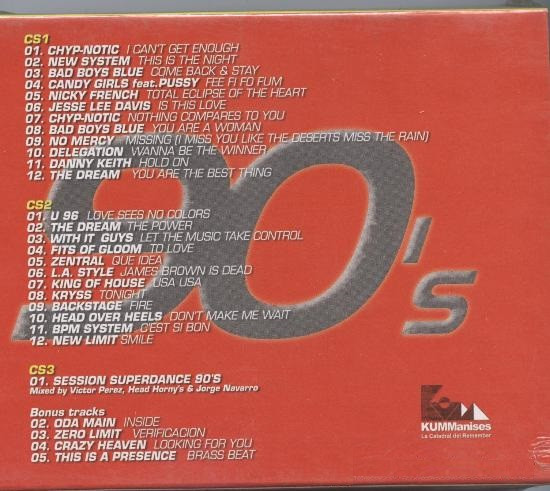 CS1
01. CHYP-NOTIC I CAN'T GET ENOUGH
02. NEW SYSTEM THIS IS THE NIGHT
03. BAD BOYS BLUE COME BACK & STAY
04. CANDY GIRLS feat.PUSSY FEE FI FO FUM
05. NICKY FRENCH TOTAL ECLIPSE OF THE HEART
06. JESSE LEE DAVIS IS THIS LOVE
07. CHYP-NOTIC NOTHING COMPARES TO YOU
08. BAD BOYS BLUE YOU ARE A WOMAN
09. NO MERCY MISSING (I MISS YOU LIKE THE DESERTS MISS THE RAIN)
10. DELEGATION WANNA BE THE WINNER
11. DANNY KEITH HOLD ON
12. THE DREAM YOU ARE THE BEST THING
90's
CS2
01. U 96 LOVE SEES NO COLORS
02. THE DREAM THE POWER
03. WITH IT GUYS LET THE MUSIC TAKE CONTROL
04. FITS OF GLOOM TO LOVE
05. ZENTRAL QUE IDEA
06. L.A. STYLE JAMES BROWN IS DEAD
07. KING OF HOUSE USA USA
08. KRYSS TONIGHT
09. BACKSTAGE FIRE
10. HEAD OVER HEELS DON'T MAKE ME WAIT
11. BPM SYSTEM C'EST SI BON
12. NEW LIMIT SMILE
CS3
01. SESSION SUPERDANCE 90'S
Mixed by Victor Perez, Head Horny's & Jorge Navarro
Bonus tracks
02. ODA MAIN INSIDE
03. ZERO LIMIT VERIFICACION
04. CRAZY HEAVEN LOOKING FOR YOU
05. THIS IS A PRESENCE BRASS BEAT
KUMManises
La Catedral del Remember